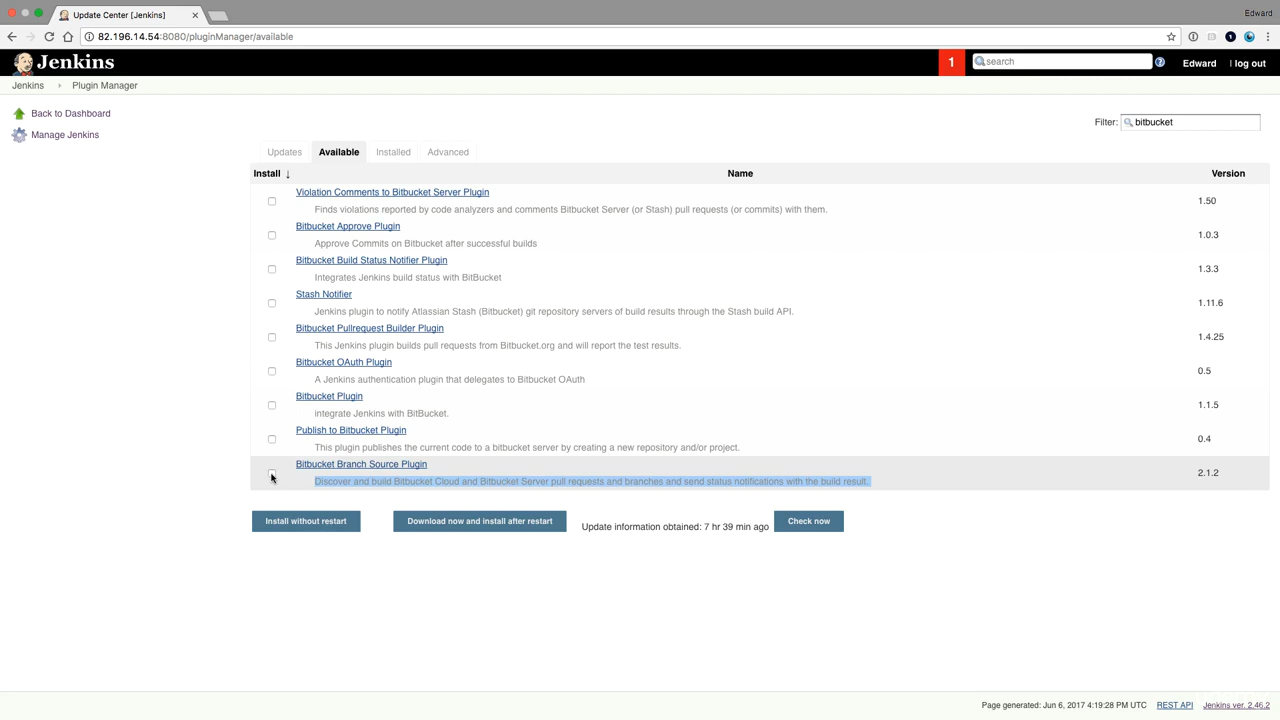 Update Center [Jenkins]
Edward
82.196.14.54:8080/pluginManager/available
Jenkins
1
search
Edward
| log out
Jenkins
Plugin Manager
Back to Dashboard
Manage Jenkins
Filter:
bitbucket
Updates
Available
Installed
Advanced
Install ↓
Name
Version
Violation Comments to Bitbucket Server Plugin
Finds violations reported by code analyzers and comments Bitbucket Server (or Stash) pull requests (or commits) with them.
1.50
Bitbucket Approve Plugin
Approve Commits on Bitbucket after successful builds
1.0.3
Bitbucket Build Status Notifier Plugin
Integrates Jenkins build status with BitBucket
1.3.3
Stash Notifier
Jenkins plugin to notify Atlassian Stash (Bitbucket) git repository servers of build results through the Stash build API.
1.11.6
Bitbucket Pullrequest Builder Plugin
This Jenkins plugin builds pull requests from Bitbucket.org and will report the test results.
1.4.25
Bitbucket OAuth Plugin
A Jenkins authentication plugin that delegates to Bitbucket OAuth
0.5
Bitbucket Plugin
integrate Jenkins with BitBucket.
1.1.5
Publish to Bitbucket Plugin
This plugin publishes the current code to a bitbucket server by creating a new repository and/or project.
0.4
Bitbucket Branch Source Plugin
Discover and build Bitbucket Cloud and Bitbucket Server pull requests and branches and send status notifications with the build result.
2.1.2
Install without restart
Download now and install after restart
Update information obtained: 7 hr 39 min ago
Check now
Page generated: Jun 6, 2017 4:19:28 PM UTC
REST API
Jenkins ver. 2.46.2